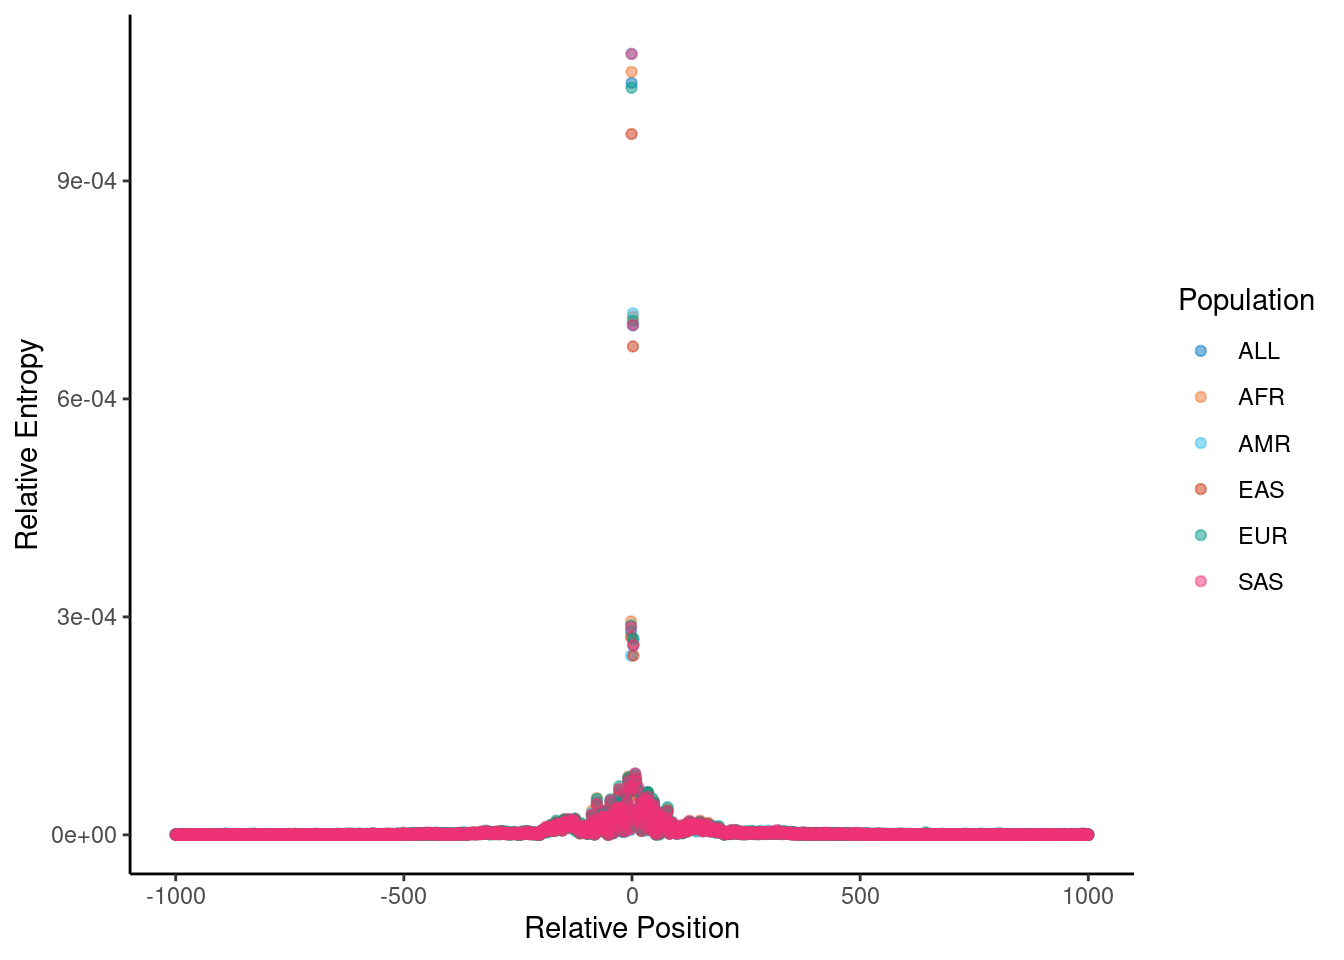 Relative Entropy
9e-04
6e-04
3e-04
0e+00
-1000
-500
0
500
1000
Relative Position
Population
ALL
AFR
AMR
EAS
EUR
SAS